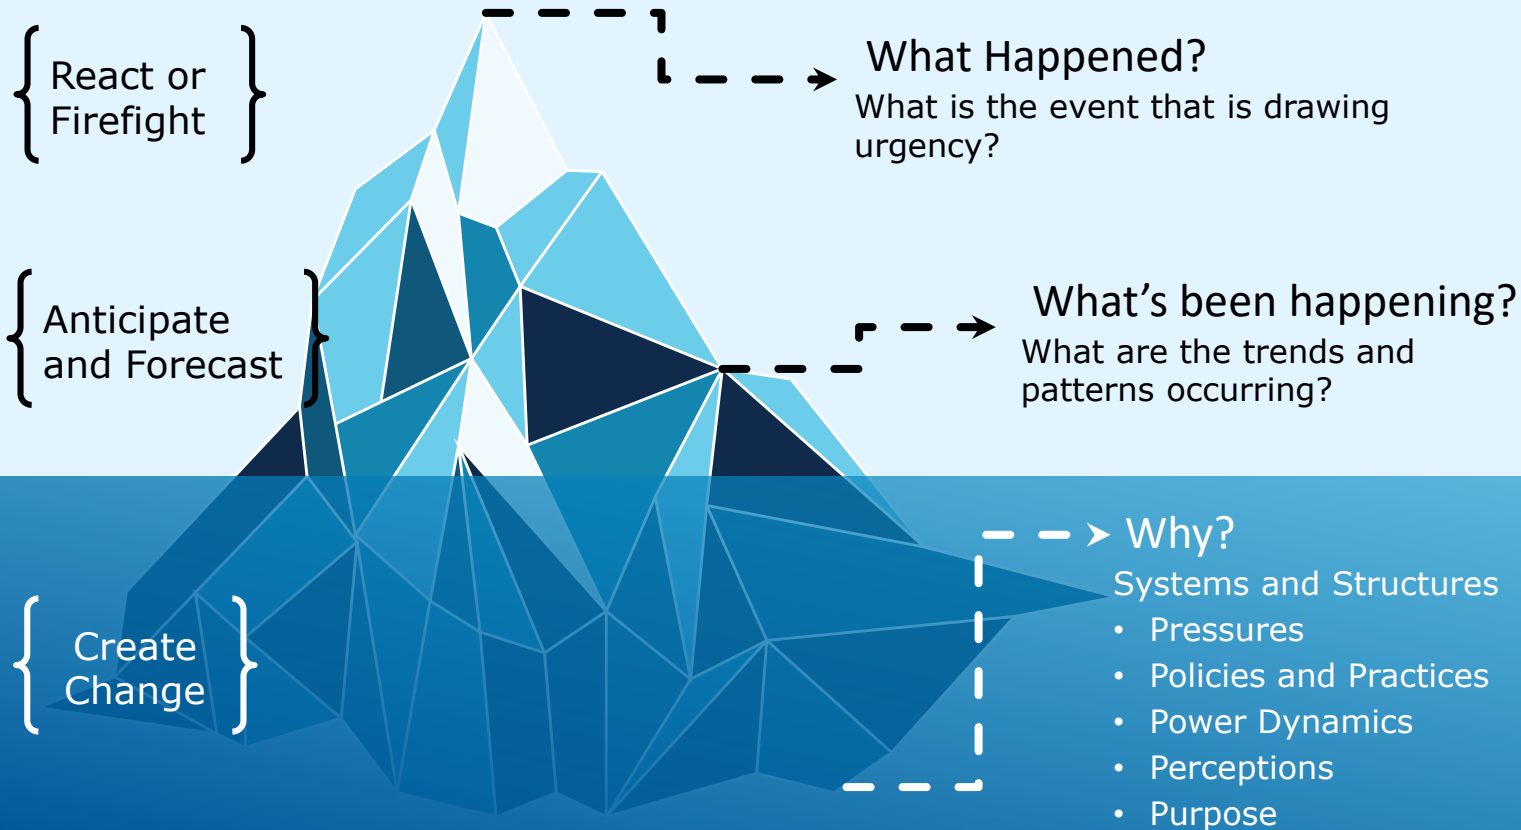 React or
Firefight
What Happened?
What is the event that is drawing
urgency?
Anticipate
and Forecast
What’s been happening?
What are the trends and
patterns occurring?
Create
Change
Why?
Systems and Structures
• Pressures
• Policies and Practices
• Power Dynamics
• Perceptions
• Purpose